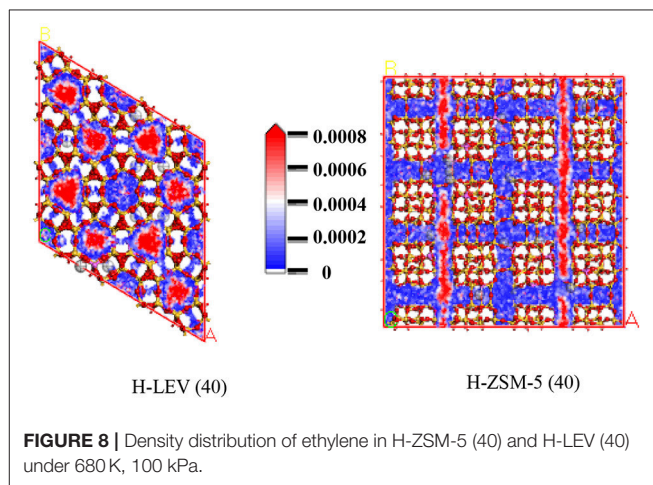 B
A
0.0008
0.0006
0.0004
0.0002
0
B
C
A
H-LEV (40)
H-ZSM-5 (40)
FIGURE 8 | Density distribution of ethylene in H-ZSM-5 (40) and H-LEV (40)
under 680 K, 100 kPa.